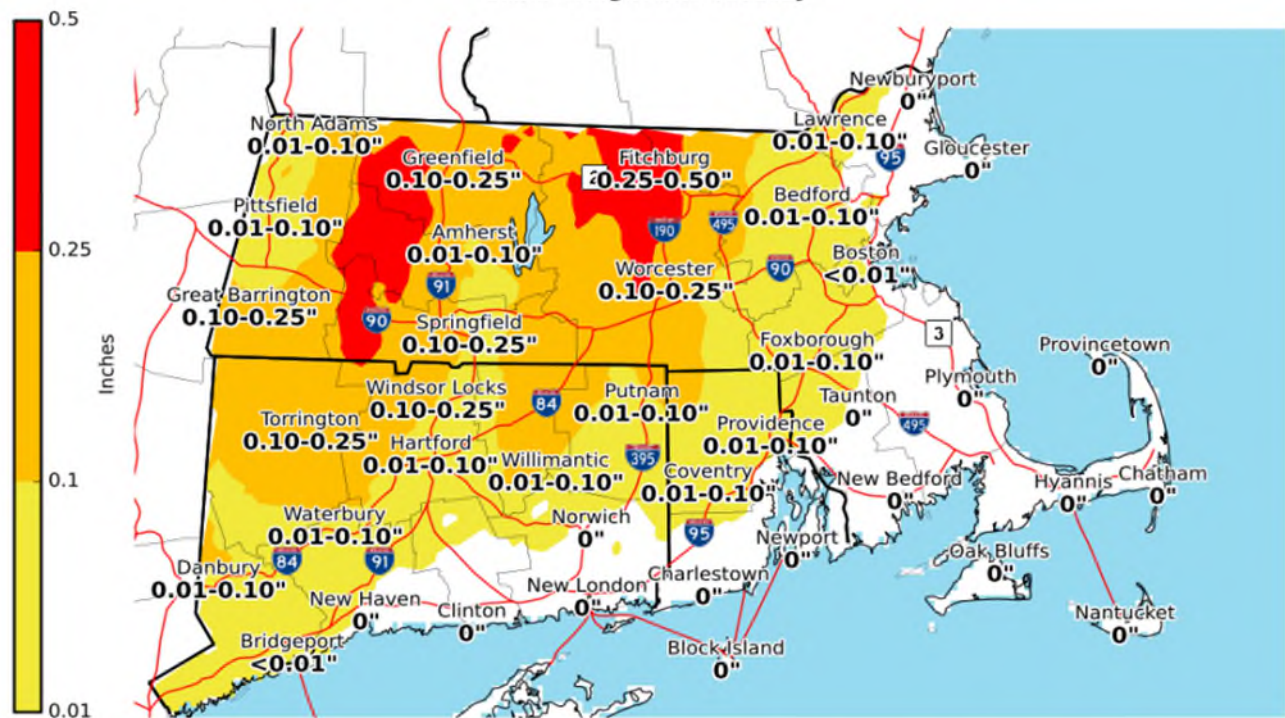 0.5
0.25
0.1
0.01
Inches
Newburyport
0"
North Adams
0.01-0.10"
Lawrence
0.01-0.10"
95
Gloucester
0"
Greenfield
0.10-0.25"
2
Fitchburg
0.25-0.50"
Bedford
0.01-0.10"
Pittsfield
0.01-0.10"
190
495
Amherst
0.01-0.10"
Boston
<0.01"
Worcester
0.10-0.25"
90
91
Great Barrington
0.10-0.25"
90
Springfield
0.10-0.25"
3
Foxborough
0.01-0.10"
Provincetown
0"
Plymouth
0"
Windsor Locks
0.10-0.25"
84
Putnam
0.01-0.10"
Taunton
0"
495
Torrington
0.10-0.25"
Providence
0.01-0.10"
Hartford
0.01-0.10"
Willimantic
0.01-0.10"
395
Coventry
0.01-0.10"
New Bedford
0"
Hyannis
0"
Chatham
0"
Waterbury
0.01-0.10"
Norwich
0"
95
Newport
0"
84
91
Oak Bluffs
0"
Danbury
0.01-0.10"
New Haven
0"
Clinton
0"
New London
0"
Charlestown
0"
Nantucket
0"
Bridgeport
<0.01"
Block Island
0"